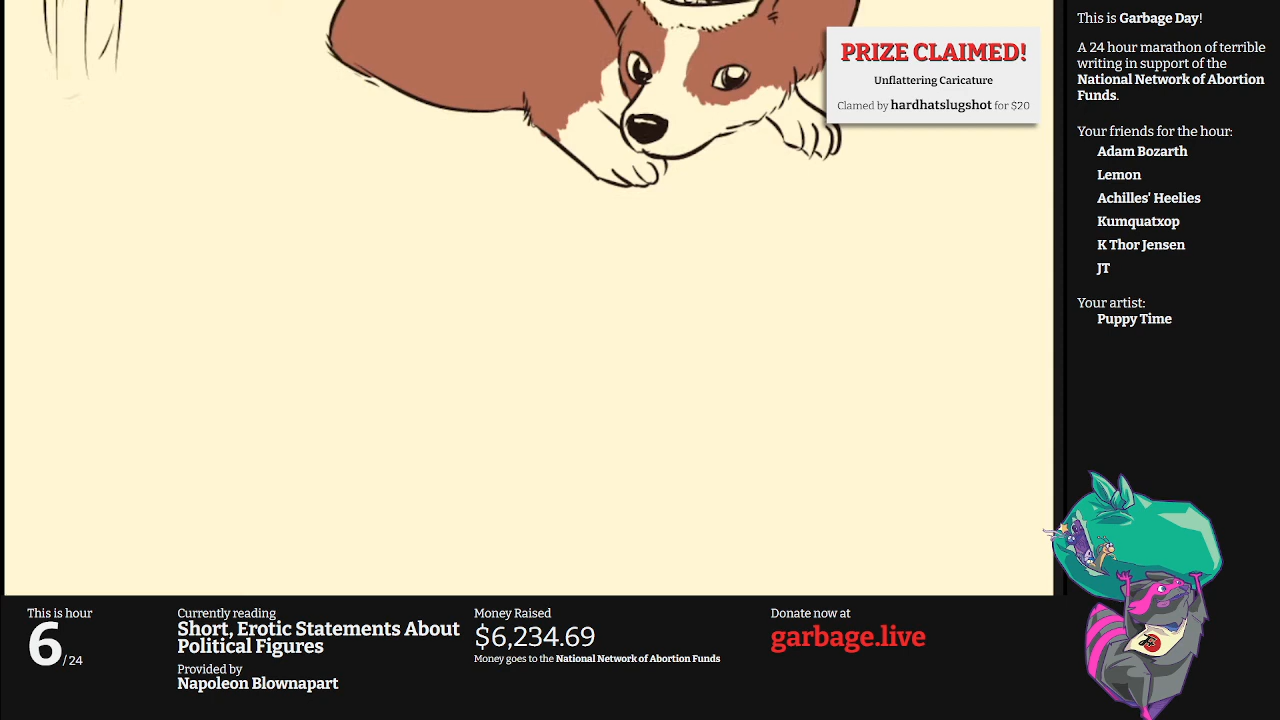 PRIZE CLAIMED!
Unflattering Caricature
Clamed by hardhatslugshot for $20
This is Garbage Day!
A 24 hour marathon of terrible
writing in support of the
National Network of Abortion
Funds.
Your friends for the hour:
Adam Bozarth
Lemon
Achilles' Heelies
Kumquatxop
K Thor Jensen
JT
Your artist:
Puppy Time
This is hour
6/24
Currently reading
Short, Erotic Statements About
Political Figures
Provided by
Napoleon Blownapart
Money Raised
$6,234.69
Money goes to the National Network of Abortion Funds
Donate now at
garbage.live